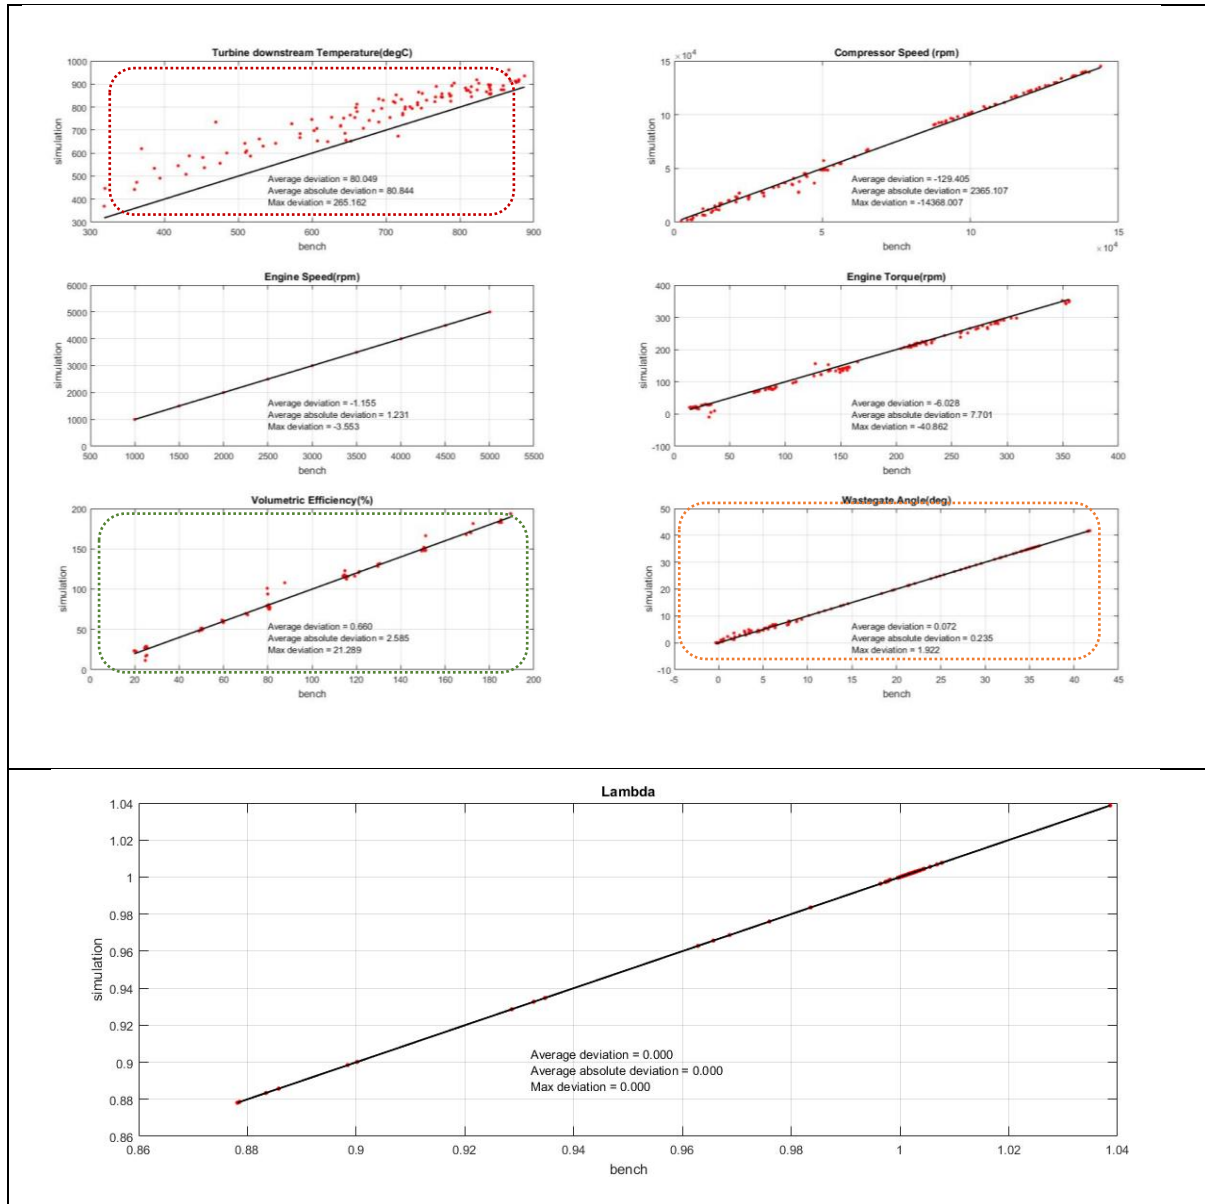 Turbine downstream Temperature(degC)
1000
900
800
700
600
500
400
300
simulation
Average deviation = 80.049
Average absolute deviation = 80.844
Max deviation = 265.162
300 400 500 600 700 800 900
bench
Compressor Speed (rpm)
× 10^4
15
10
5
0
simulation
Average deviation = -129.405
Average absolute deviation = 2365.107
Max deviation = -14368.007
0 5 10 15
× 10^4
bench
Engine Speed(rpm)
6000
5000
4000
3000
2000
1000
0
simulation
Average deviation = -1.155
Average absolute deviation = 1.231
Max deviation = -3.553
500 1000 1500 2000 2500 3000 3500 4000 4500 5000 5500
bench
Engine Torque(rpm)
400
300
200
100
0
-100
simulation
Average deviation = -6.028
Average absolute deviation = 7.701
Max deviation = -40.862
0 50 100 150 200 250 300 350 400
bench
Volumetric Efficiency(%)
200
150
100
50
0
simulation
Average deviation = 0.660
Average absolute deviation = 2.585
Max deviation = 21.289
0 20 40 60 80 100 120 140 160 180 200
bench
Wastegate Angle(deg)
50
40
30
20
10
0
-10
simulation
Average deviation = 0.072
Average absolute deviation = 0.235
Max deviation = 1.922
-5 0 5 10 15 20 25 30 35 40 45
bench
Lambda
1.04
1.02
1
0.98
0.96
0.94
0.92
0.9
0.88
0.86
simulation
Average deviation = 0.000
Average absolute deviation = 0.000
Max deviation = 0.000
0.86 0.88 0.9 0.92 0.94 0.96 0.98 1 1.02 1.04
bench